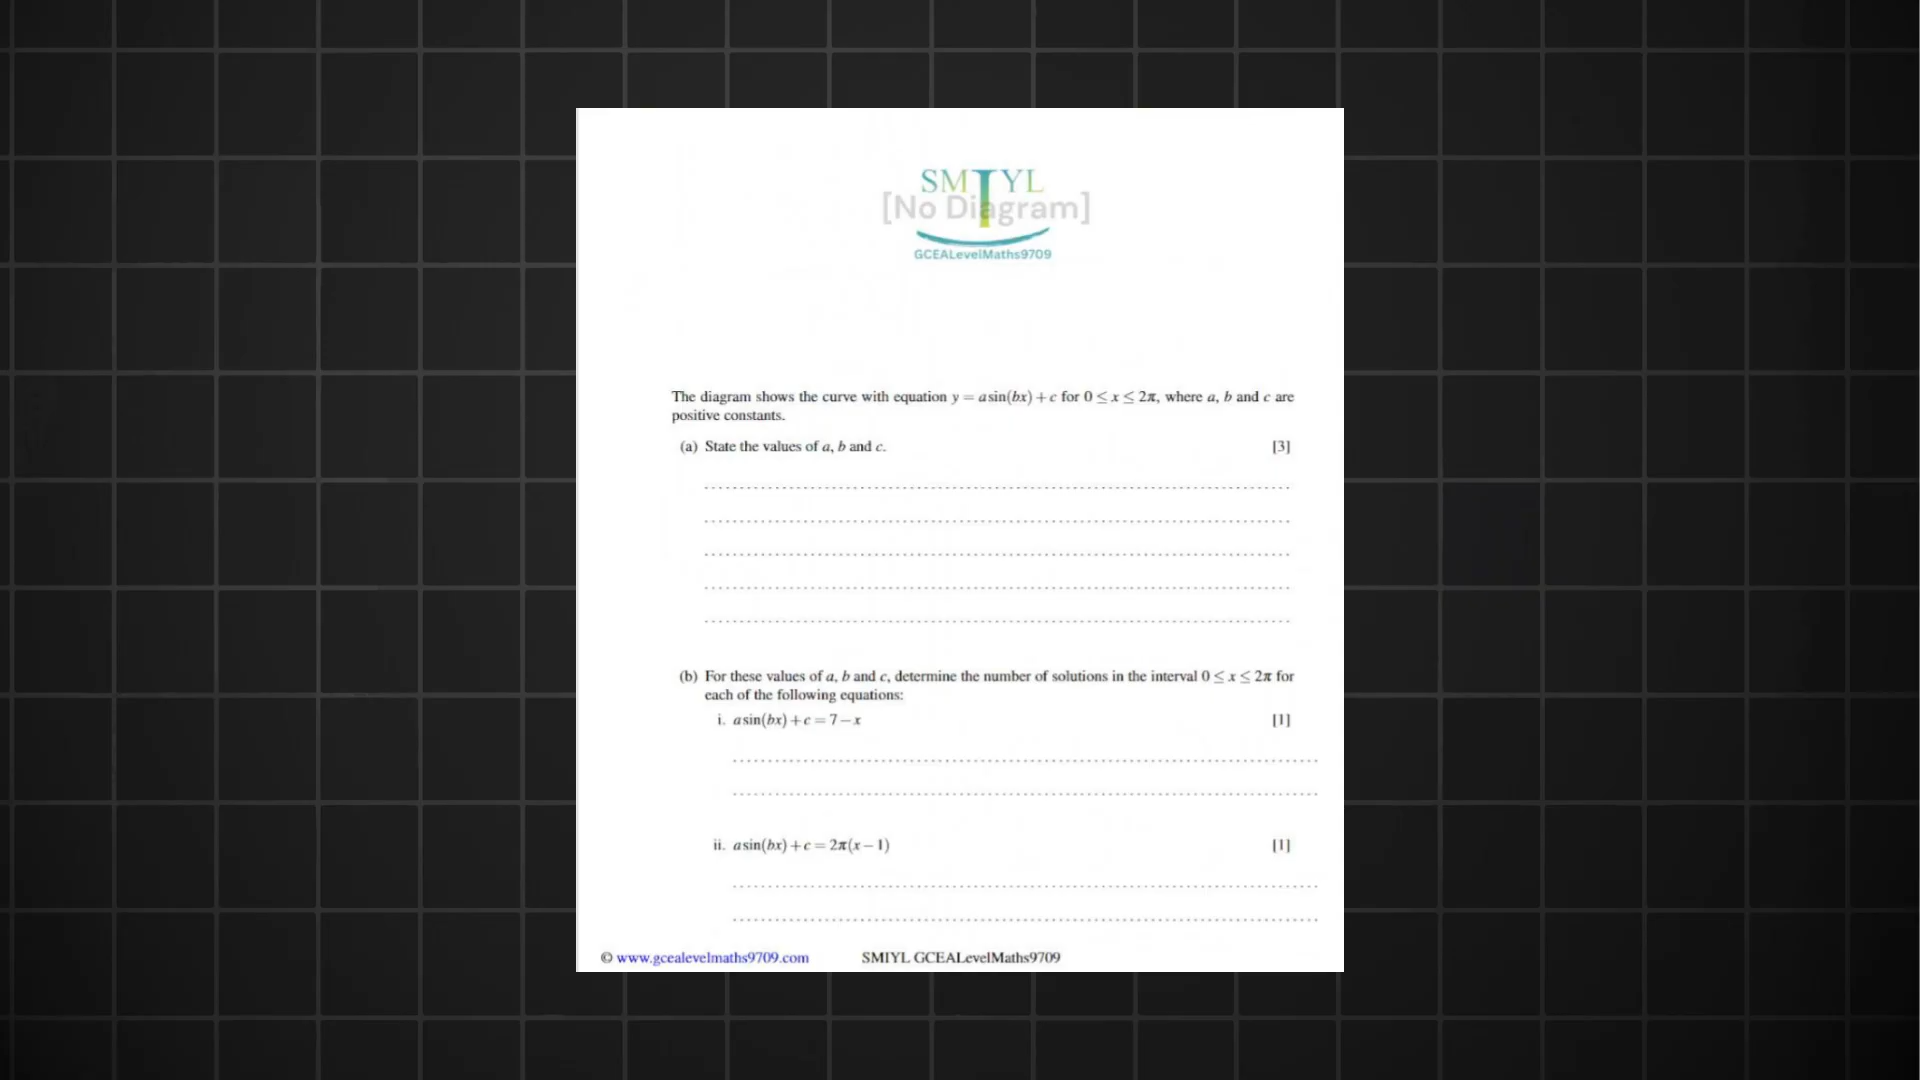 SMIYL
[No Diagram]
GCEALevelMaths9709
The diagram shows the curve with equation y = a sin(bx) + c for 0 ≤ x ≤ 2π, where a, b and c are
positive constants.
(a) State the values of a, b and c. [3]
(b) For these values of a, b and c, determine the number of solutions in the interval 0 ≤ x ≤ 2π for
each of the following equations:
i. a sin(bx) + c = 7 − x [1]
ii. a sin(bx) + c = 2π(x − 1) [1]
© www.gcealevelmaths9709.com SMIYL GCEALevelMaths9709